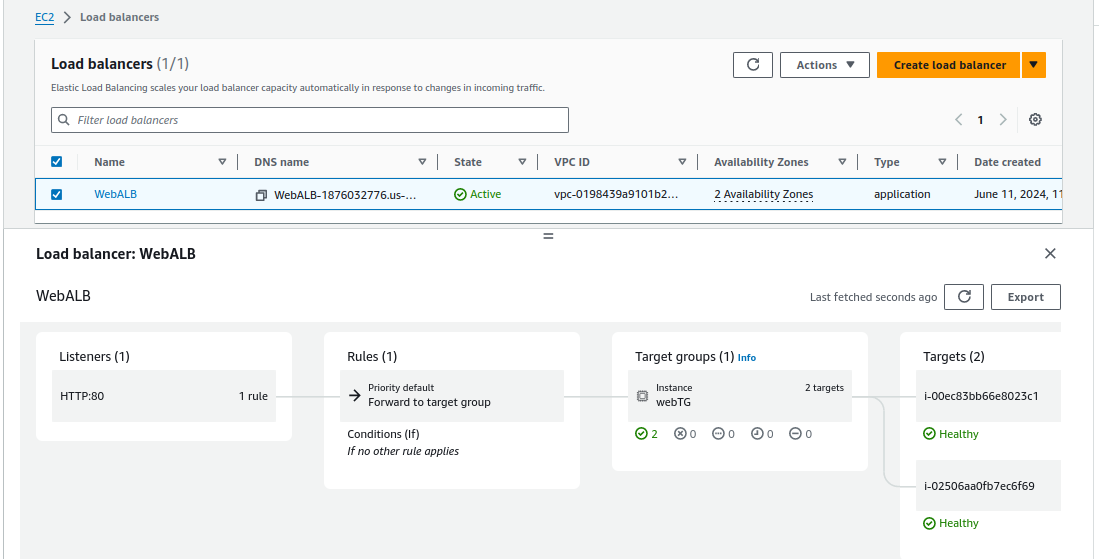 EC2 > Load balancers
Load balancers (1/1)
Actions
Create load balancer
Elastic Load Balancing scales your load balancer capacity automatically in response to changes in incoming traffic.
Filter load balancers
1
Name DNS name State VPC ID Availability Zones Type Date created
WebALB WebALB-1876032776.us-... Active vpc-0198439a9101b2... 2 Availability Zones application June 11, 2024, 11
Load balancer: WebALB
WebALB
Last fetched seconds ago
Export
Listeners (1)
HTTP:80 1 rule
Rules (1)
Priority default
Forward to target group
Conditions (If)
If no other rule applies
Target groups (1) Info
Instance 2 targets
webTG
2 0 0 0 0
Targets (2)
i-00ec83bb66e8023c1
Healthy
i-02506aa0fb7ec6f69
Healthy